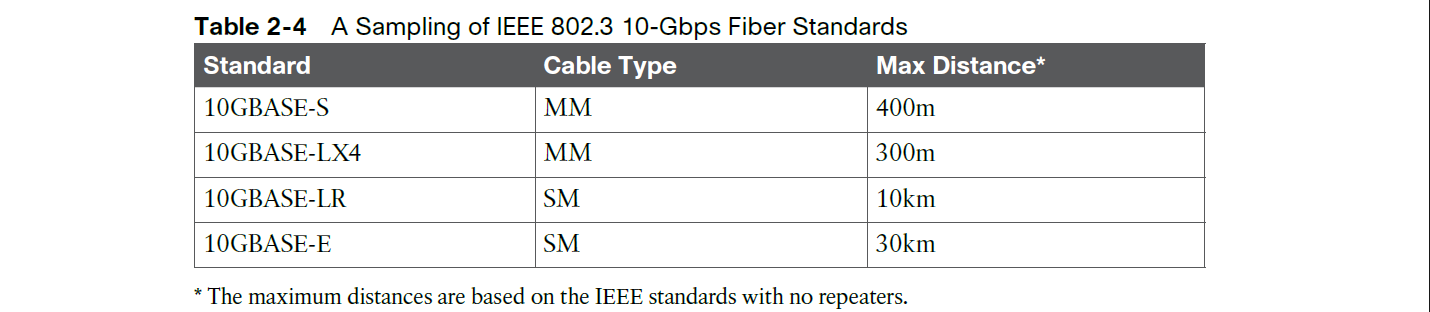 Table 2-4 A Sampling of IEEE 802.3 10-Gbps Fiber Standards
Standard Cable Type Max Distance*
10GBASE-S MM 400m
10GBASE-LX4 MM 300m
10GBASE-LR SM 10km
10GBASE-E SM 30km
* The maximum distances are based on the IEEE standards with no repeaters.